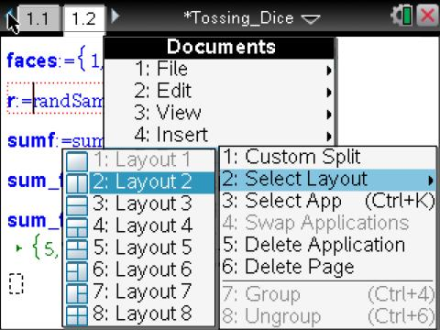 1.1 1.2 *Tossing_Dice
Documents
faces:={1,
1: File
2: Edit
r:=randSam
3: View
sumf:=sum
4: Insert
1: Layout 1
2: Layout 2
3: Layout 3
4: Layout 4
5: Layout 5
6: Layout 6
7: Layout 7
8: Layout 8
1: Custom Split
2: Select Layout
3: Select App (Ctrl+K)
4: Swap Applications
5: Delete Application
6: Delete Page
7: Group (Ctrl+4)
8: Ungroup (Ctrl+6)
sum_f
sum_f
{5,